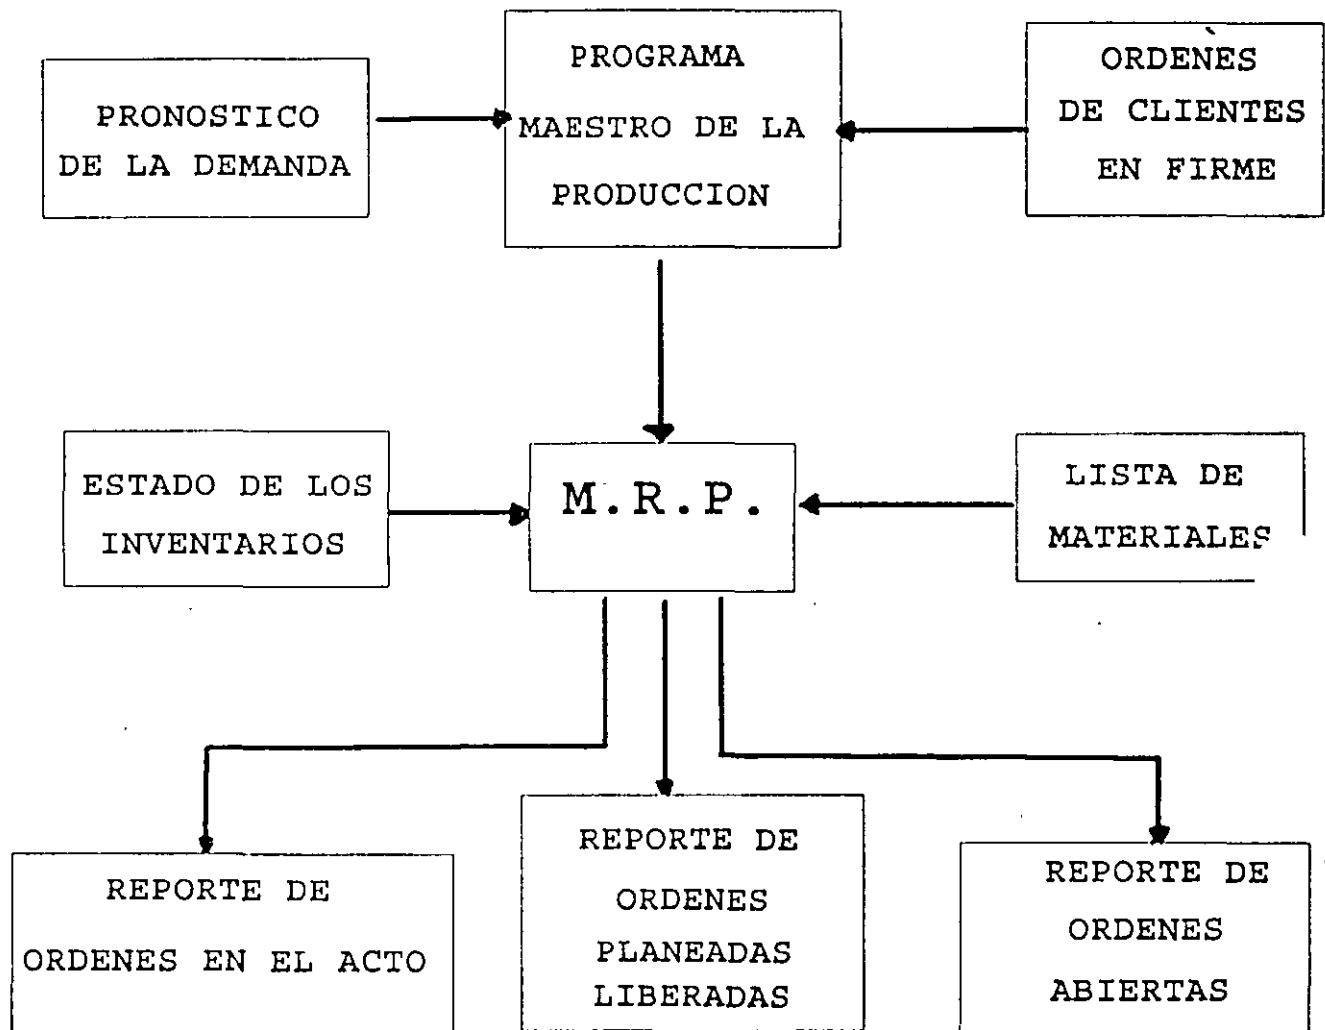 PRONOSTICO
DE LA DEMANDA
PROGRAMA
MAESTRO DE LA
PRODUCCION
ORDENES
DE CLIENTES
EN FIRME
ESTADO DE LOS
INVENTARIOS
M.R.P.
LISTA DE
MATERIALES
REPORTE DE
ORDENES EN EL ACTO
REPORTE DE
ORDENES
PLANEADAS
LIBERADAS
REPORTE DE
ORDENES
ABIERTAS